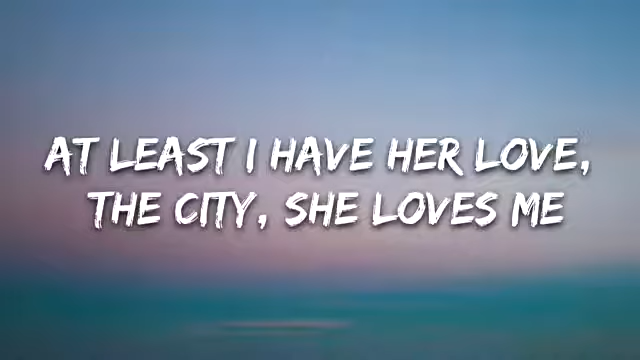 AT LEAST I HAVE HER LOVE,
THE CITY, SHE LOVES ME